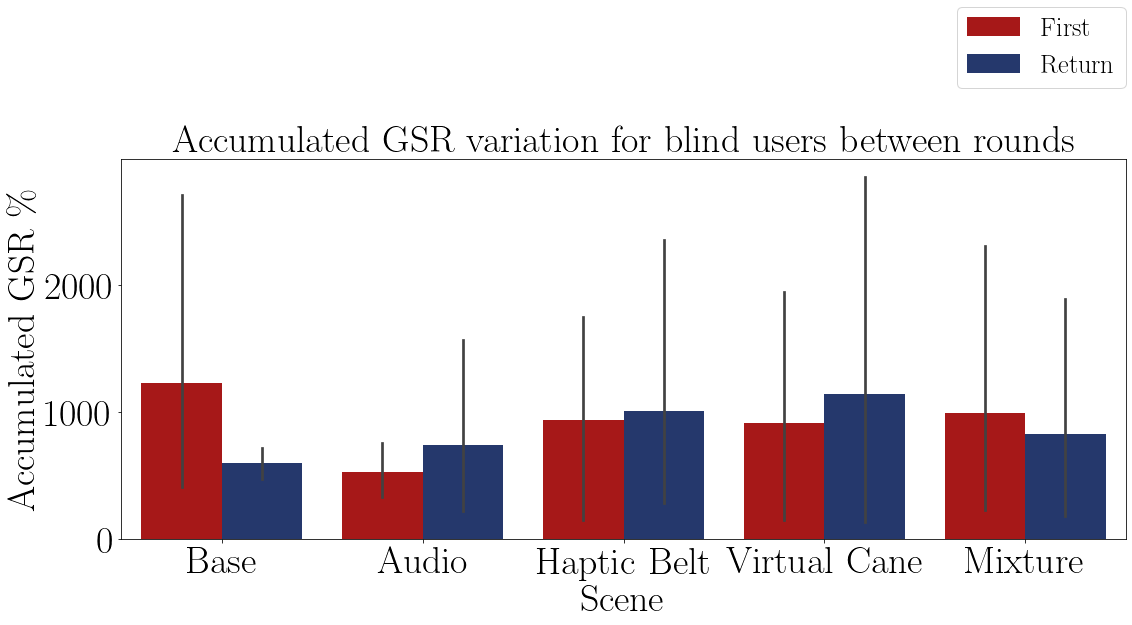 First
Return
Accumulated GSR variation for blind users between rounds
Accumulated GSR %
2000
1000
0
Base Audio Haptic Belt Virtual Cane Mixture
Scene